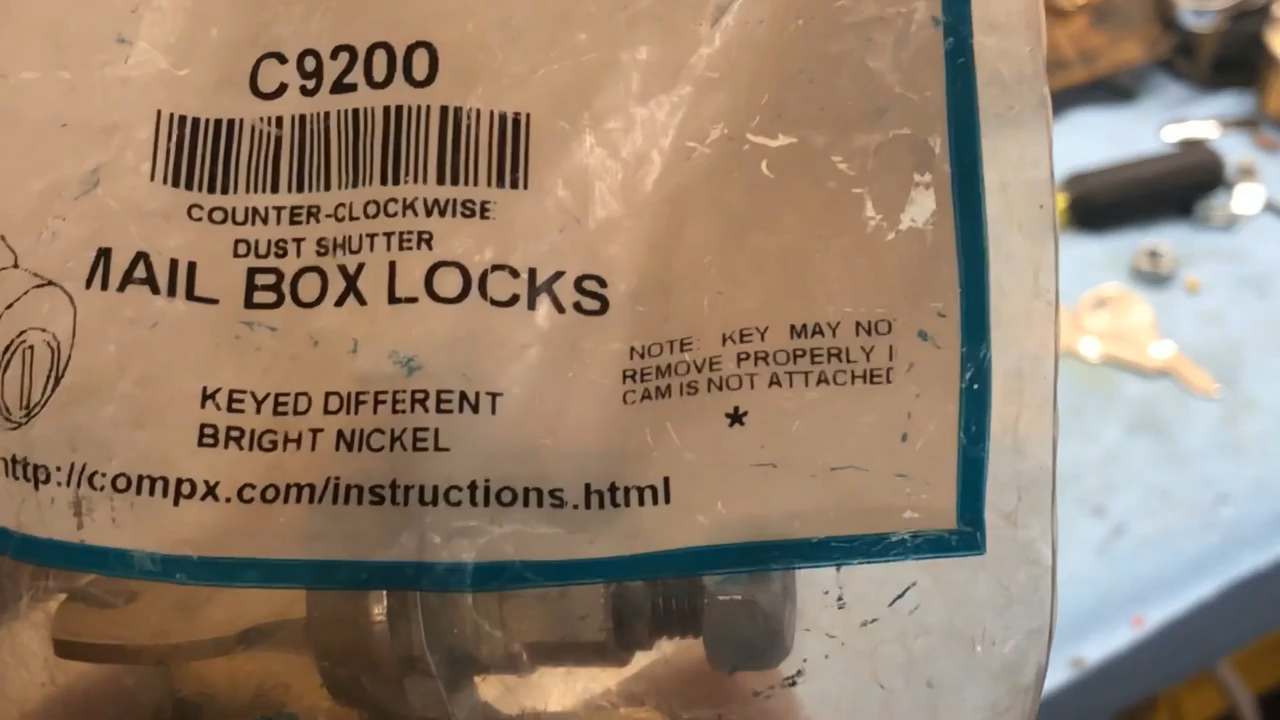 C9200
COUNTER-CLOCKWISE
DUST SHUTTER
MAIL BOX LOCKS
NOTE: KEY MAY NO
REMOVE PROPERLY I
CAM IS NOT ATTACHED
*
KEYED DIFFERENT
BRIGHT NICKEL
http://compx.com/instructions.html